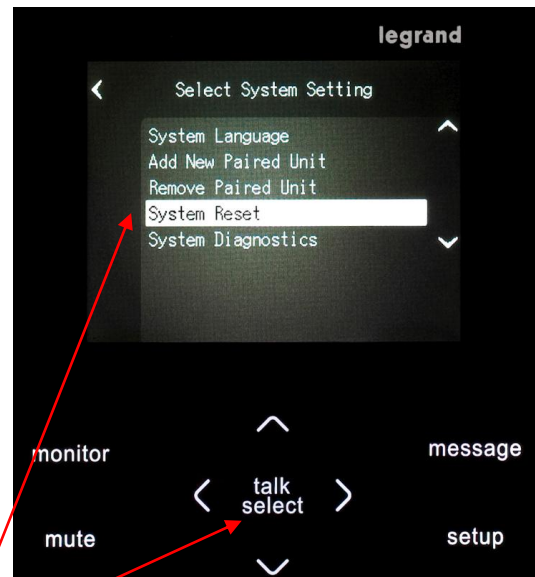 legrand
Select System Setting
System Language
Add New Paired Unit
Remove Paired Unit
System Reset
System Diagnostics
monitor
message
talk
select
mute
setup